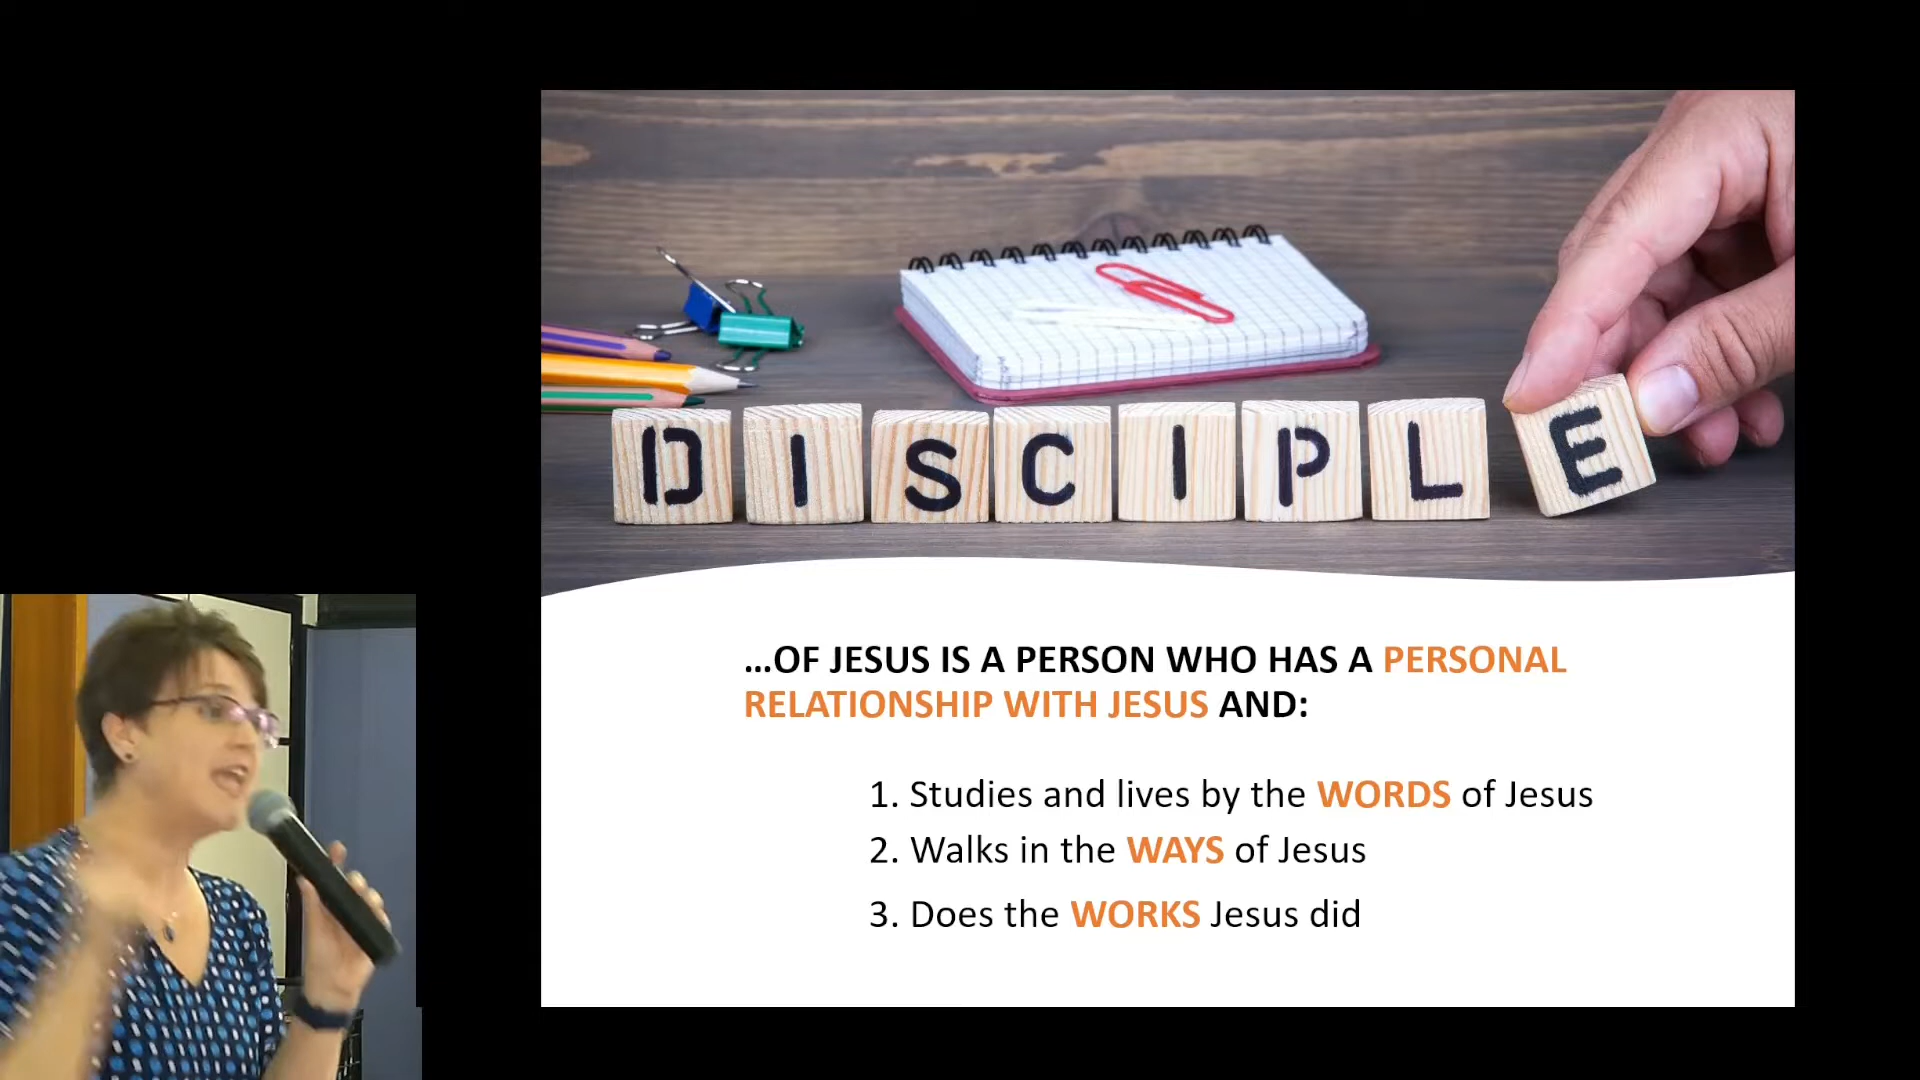 DISCIPLE
...OF JESUS IS A PERSON WHO HAS A PERSONAL
RELATIONSHIP WITH JESUS AND:
1. Studies and lives by the WORDS of Jesus
2. Walks in the WAYS of Jesus
3. Does the WORKS Jesus did